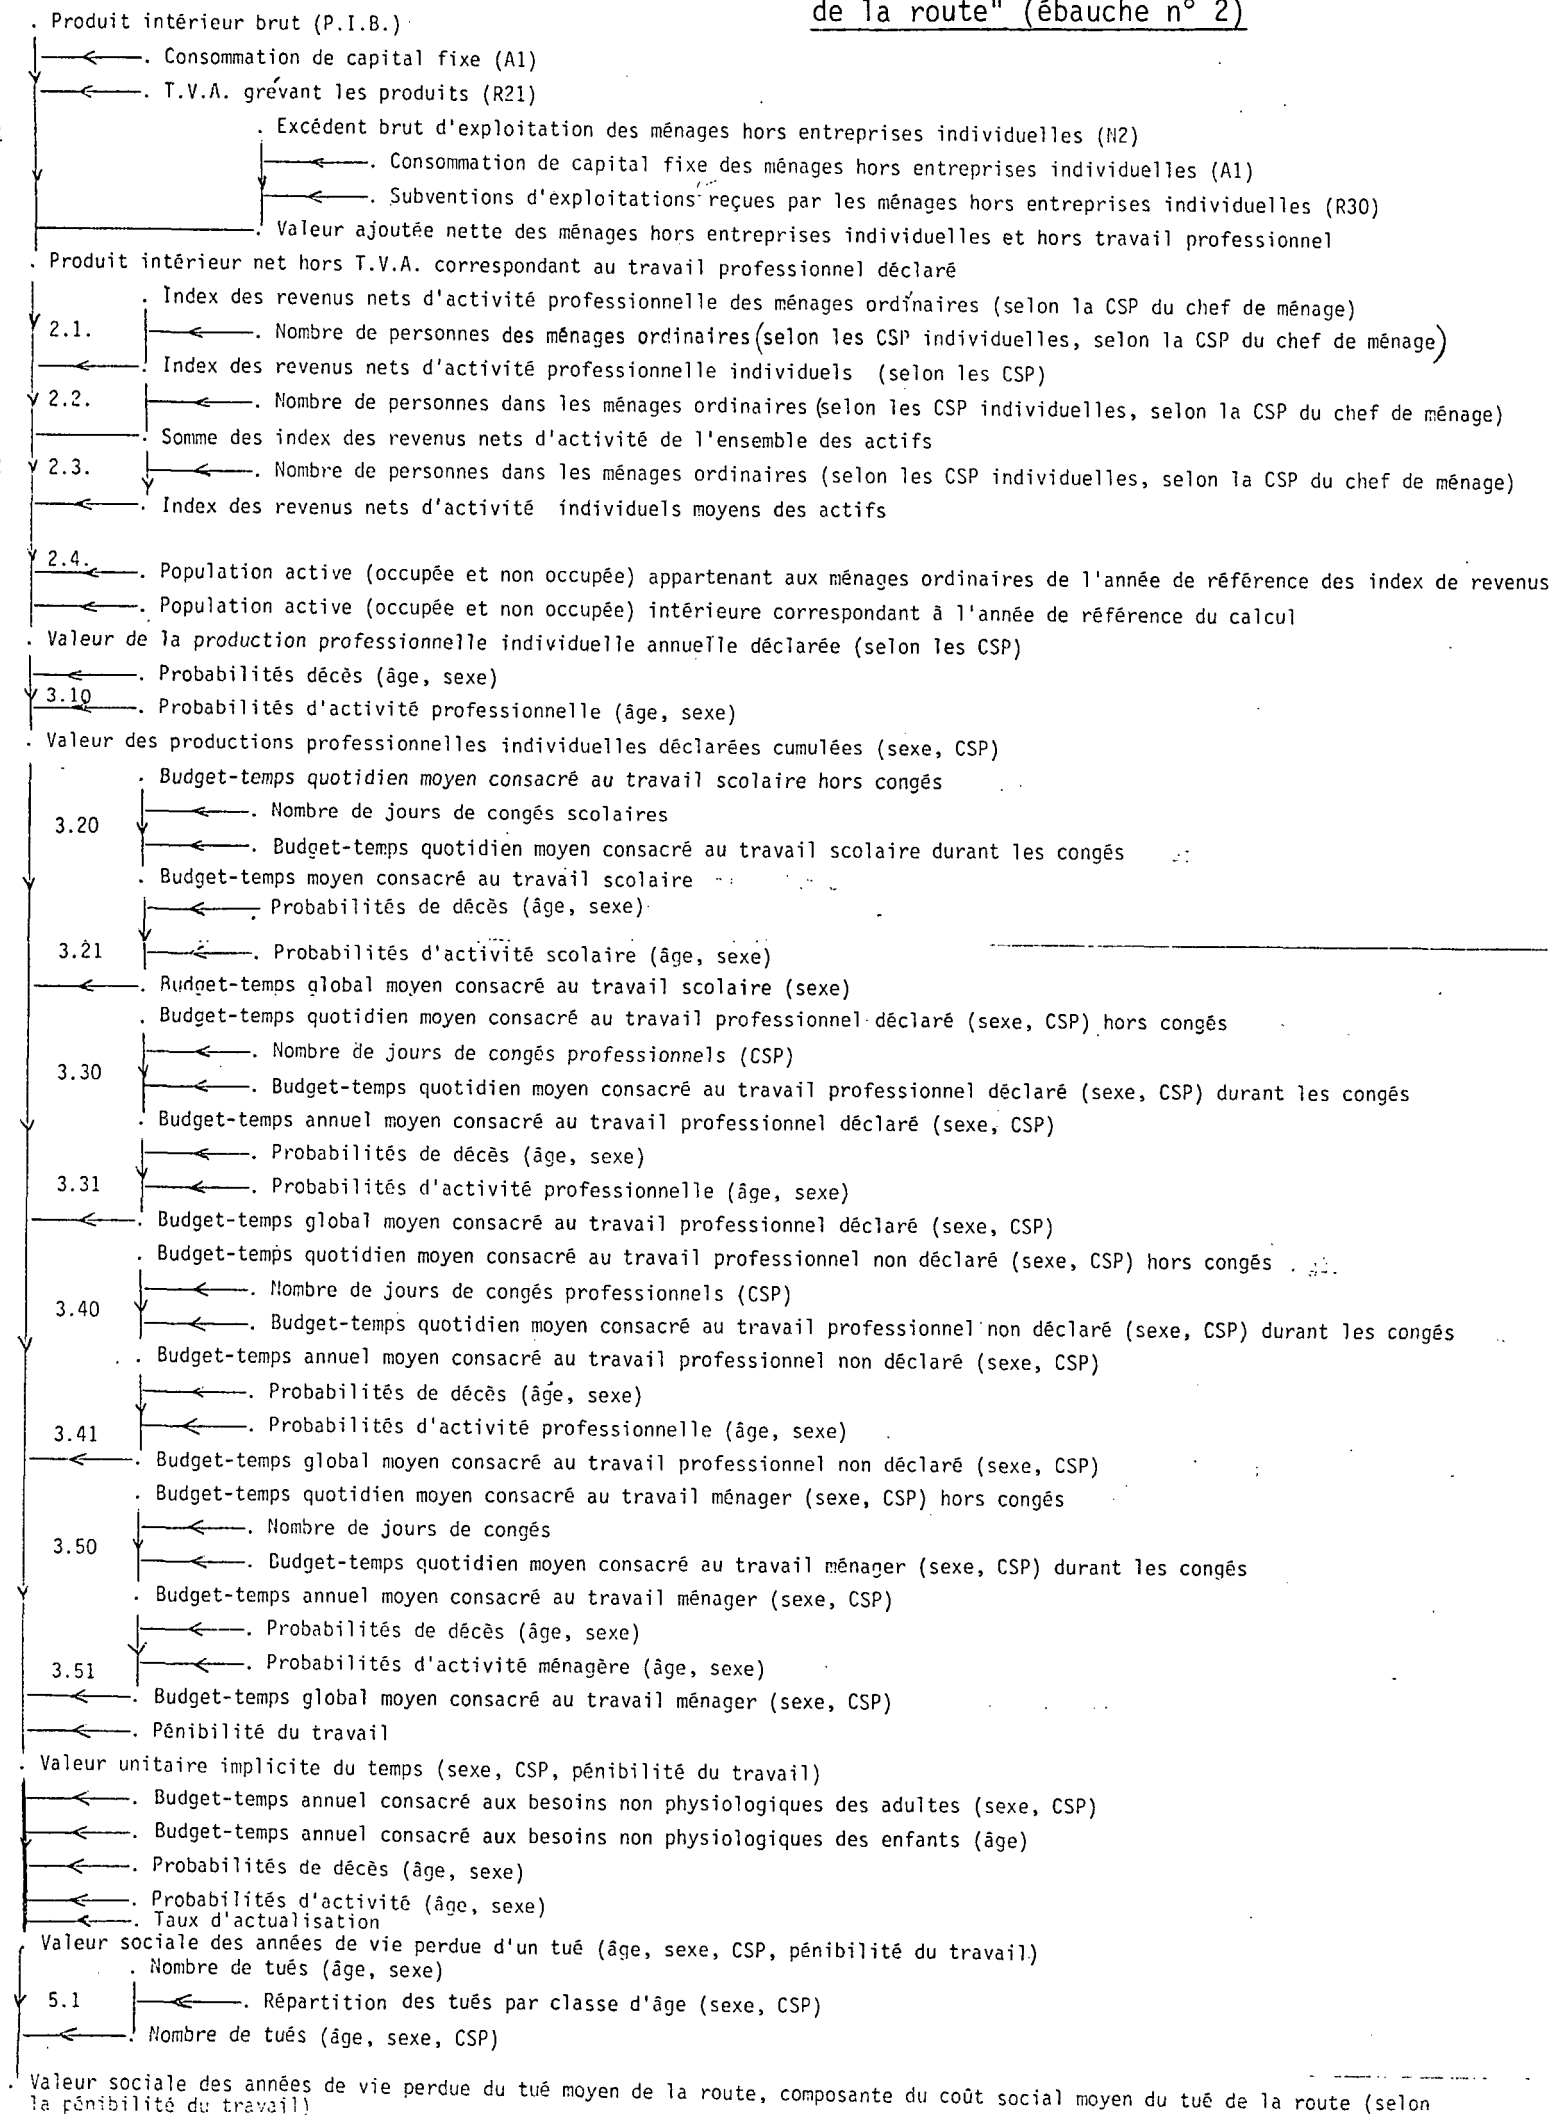 de la route" (ébauche n° 2)
. Produit intérieur brut (P.I.B.)
. Consommation de capital fixe (A1)
. T.V.A. grévant les produits (R21)
. Excédent brut d'exploitation des ménages hors entreprises individuelles (N2)
. Consommation de capital fixe des ménages hors entreprises individuelles (A1)
. Subventions d'exploitations reçues par les ménages hors entreprises individuelles (R30)
. Valeur ajoutée nette des ménages hors entreprises individuelles et hors travail professionnel
. Produit intérieur net hors T.V.A. correspondant au travail professionnel déclaré
. Index des revenus nets d'activité professionnelle des ménages ordinaires (selon la CSP du chef de ménage)
2.1. . Nombre de personnes des ménages ordinaires (selon les CSP individuelles, selon la CSP du chef de ménage)
. Index des revenus nets d'activité professionnelle individuels (selon les CSP)
2.2. . Nombre de personnes dans les ménages ordinaires (selon les CSP individuelles, selon la CSP du chef de ménage)
. Somme des index des revenus nets d'activité de l'ensemble des actifs
2.3. . Nombre de personnes dans les ménages ordinaires (selon les CSP individuelles, selon la CSP du chef de ménage)
. Index des revenus nets d'activité individuels moyens des actifs
2.4. . Population active (occupée et non occupée) appartenant aux ménages ordinaires de l'année de référence des index de revenus
. Population active (occupée et non occupée) intérieure correspondant à l'année de référence du calcul
. Valeur de la production professionnelle individuelle annuelle déclarée (selon les CSP)
. Probabilités décès (âge, sexe)
3.10 . Probabilités d'activité professionnelle (âge, sexe)
. Valeur des productions professionnelles individuelles déclarées cumulées (sexe, CSP)
. Budget-temps quotidien moyen consacré au travail scolaire hors congés
3.20 . Nombre de jours de congés scolaires
. Budget-temps quotidien moyen consacré au travail scolaire durant les congés
. Budget-temps moyen consacré au travail scolaire
. Probabilités de décès (âge, sexe)
3.21 . Probabilités d'activité scolaire (âge, sexe)
. Budget-temps global moyen consacré au travail scolaire (sexe)
. Budget-temps quotidien moyen consacré au travail professionnel déclaré (sexe, CSP) hors congés
. Nombre de jours de congés professionnels (CSP)
3.30 . Budget-temps quotidien moyen consacré au travail professionnel déclaré (sexe, CSP) durant les congés
. Budget-temps annuel moyen consacré au travail professionnel déclaré (sexe, CSP)
. Probabilités de décès (âge, sexe)
3.31 . Probabilités d'activité professionnelle (âge, sexe)
. Budget-temps global moyen consacré au travail professionnel déclaré (sexe, CSP)
. Budget-temps quotidien moyen consacré au travail professionnel non déclaré (sexe, CSP) hors congés
. Nombre de jours de congés professionnels (CSP)
3.40 . Budget-temps quotidien moyen consacré au travail professionnel non déclaré (sexe, CSP) durant les congés
. Budget-temps annuel moyen consacré au travail professionnel non déclaré (sexe, CSP)
. Probabilités de décès (âge, sexe)
3.41 . Probabilités d'activité professionnelle (âge, sexe)
. Budget-temps global moyen consacré au travail professionnel non déclaré (sexe, CSP)
. Budget-temps quotidien moyen consacré au travail ménager (sexe, CSP) hors congés
. Nombre de jours de congés
3.50 . Budget-temps quotidien moyen consacré au travail ménager (sexe, CSP) durant les congés
. Budget-temps annuel moyen consacré au travail ménager (sexe, CSP)
. Probabilités de décès (âge, sexe)
3.51 . Probabilités d'activité ménagère (âge, sexe)
. Budget-temps global moyen consacré au travail ménager (sexe, CSP)
. Pénibilité du travail
. Valeur unitaire implicite du temps (sexe, CSP, pénibilité du travail)
. Budget-temps annuel consacré aux besoins non physiologiques des adultes (sexe, CSP)
. Budget-temps annuel consacré aux besoins non physiologiques des enfants (âge)
. Probabilités de décès (âge, sexe)
. Probabilités d'activité (âge, sexe)
. Taux d'actualisation
Valeur sociale des années de vie perdue d'un tué (âge, sexe, CSP, pénibilité du travail)
. Nombre de tués (âge, sexe)
5.1 . Répartition des tués par classe d'âge (sexe, CSP)
. Nombre de tués (âge, sexe, CSP)
. Valeur sociale des années de vie perdue du tué moyen de la route, composante du coût social moyen du tué de la route (selon
la pénibilité du travail)